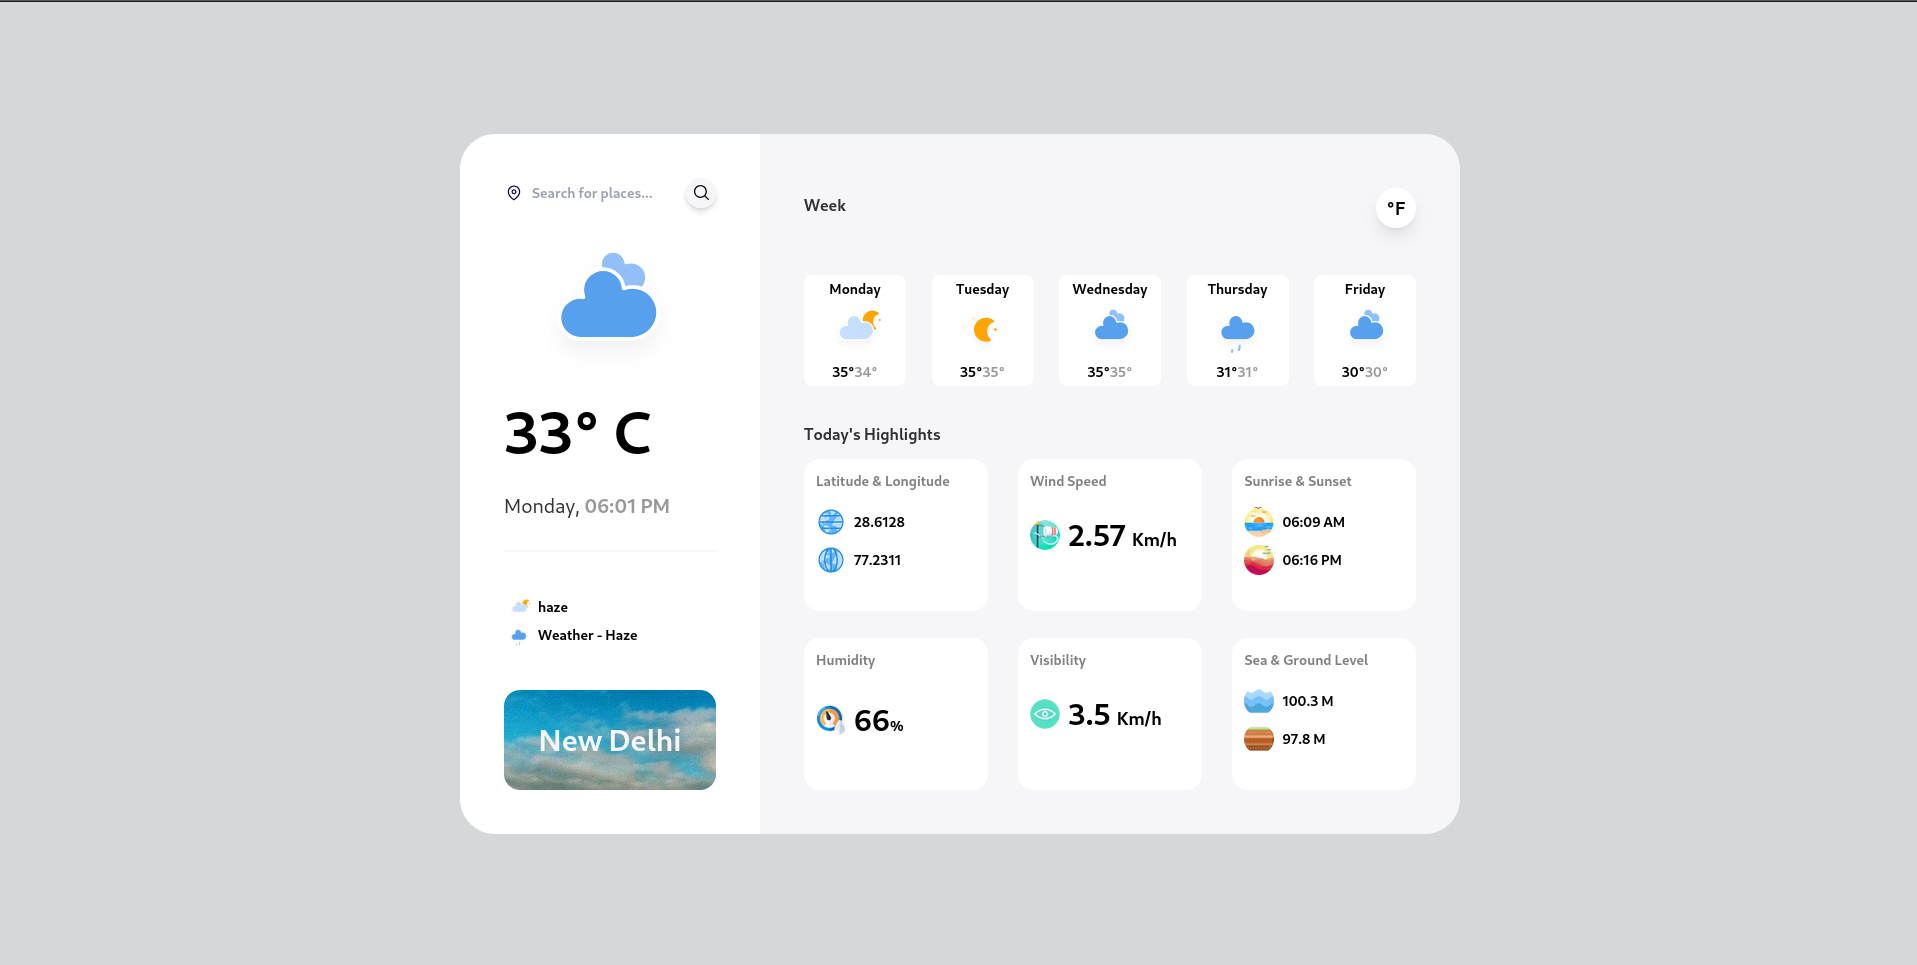 Search for places...
33° C
Monday, 06:01 PM
haze
Weather - Haze
New Delhi
Week
°F
Monday
35°34°
Tuesday
35°35°
Wednesday
35°35°
Thursday
31°31°
Friday
30°30°
Today's Highlights
Latitude & Longitude
28.6128
77.2311
Wind Speed
2.57 Km/h
Sunrise & Sunset
06:09 AM
06:16 PM
Humidity
66%
Visibility
3.5 Km/h
Sea & Ground Level
100.3 M
97.8 M